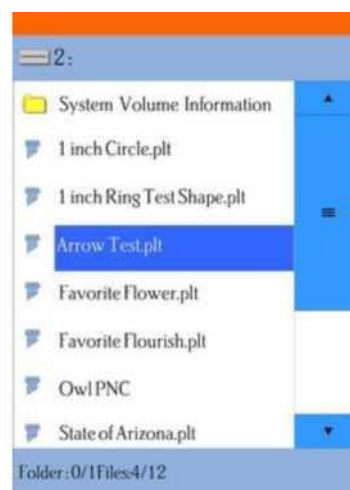 2:
System Volume Information
1 inch Circle.plt
1 inch Ring Test Shape.plt
Arrow Test.plt
Favorite Flower.plt
Favorite Flourish.plt
Owl PNC
State of Arizona.plt
Folder:0/1Files:4/12